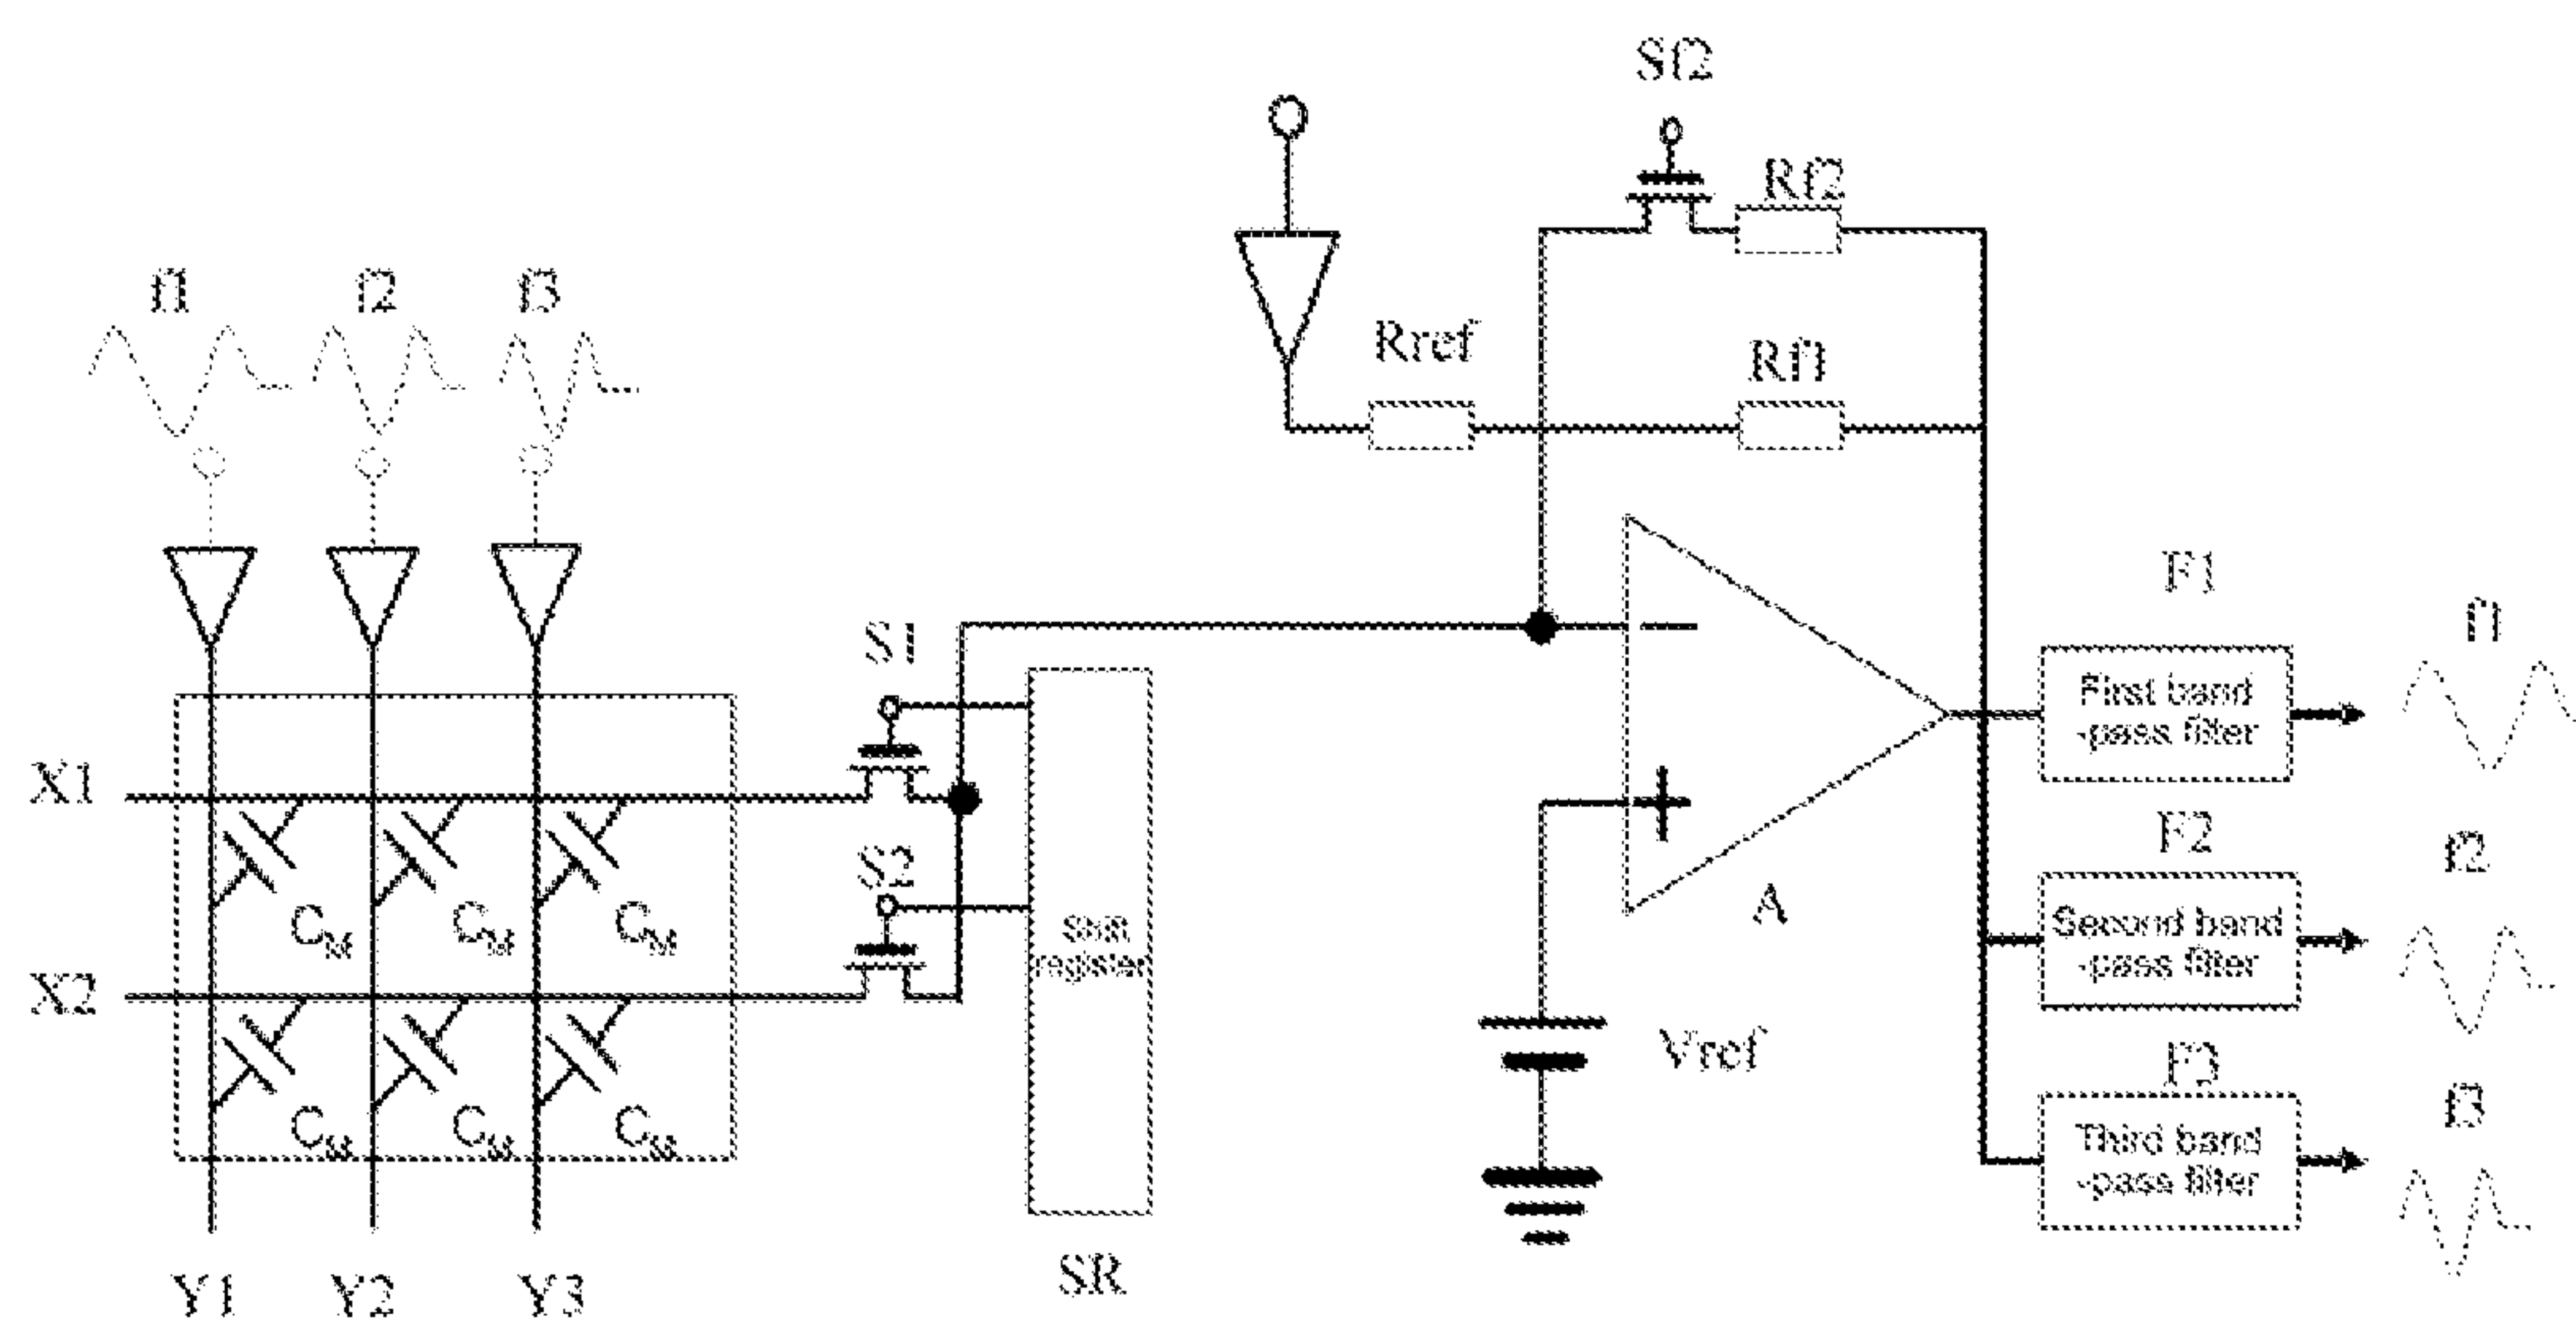 Sf2
Rf2
f1 f2 f3
Rref
Rf1
S1
F1
f1
First band
-pass filter
X1
F2
S2
f2
CM CM CM
A
Second band
-pass filter
Shift
register
X2
Vref
F3
f3
CM CM CM
Third band
-pass filter
SR
Y1 Y2 Y3